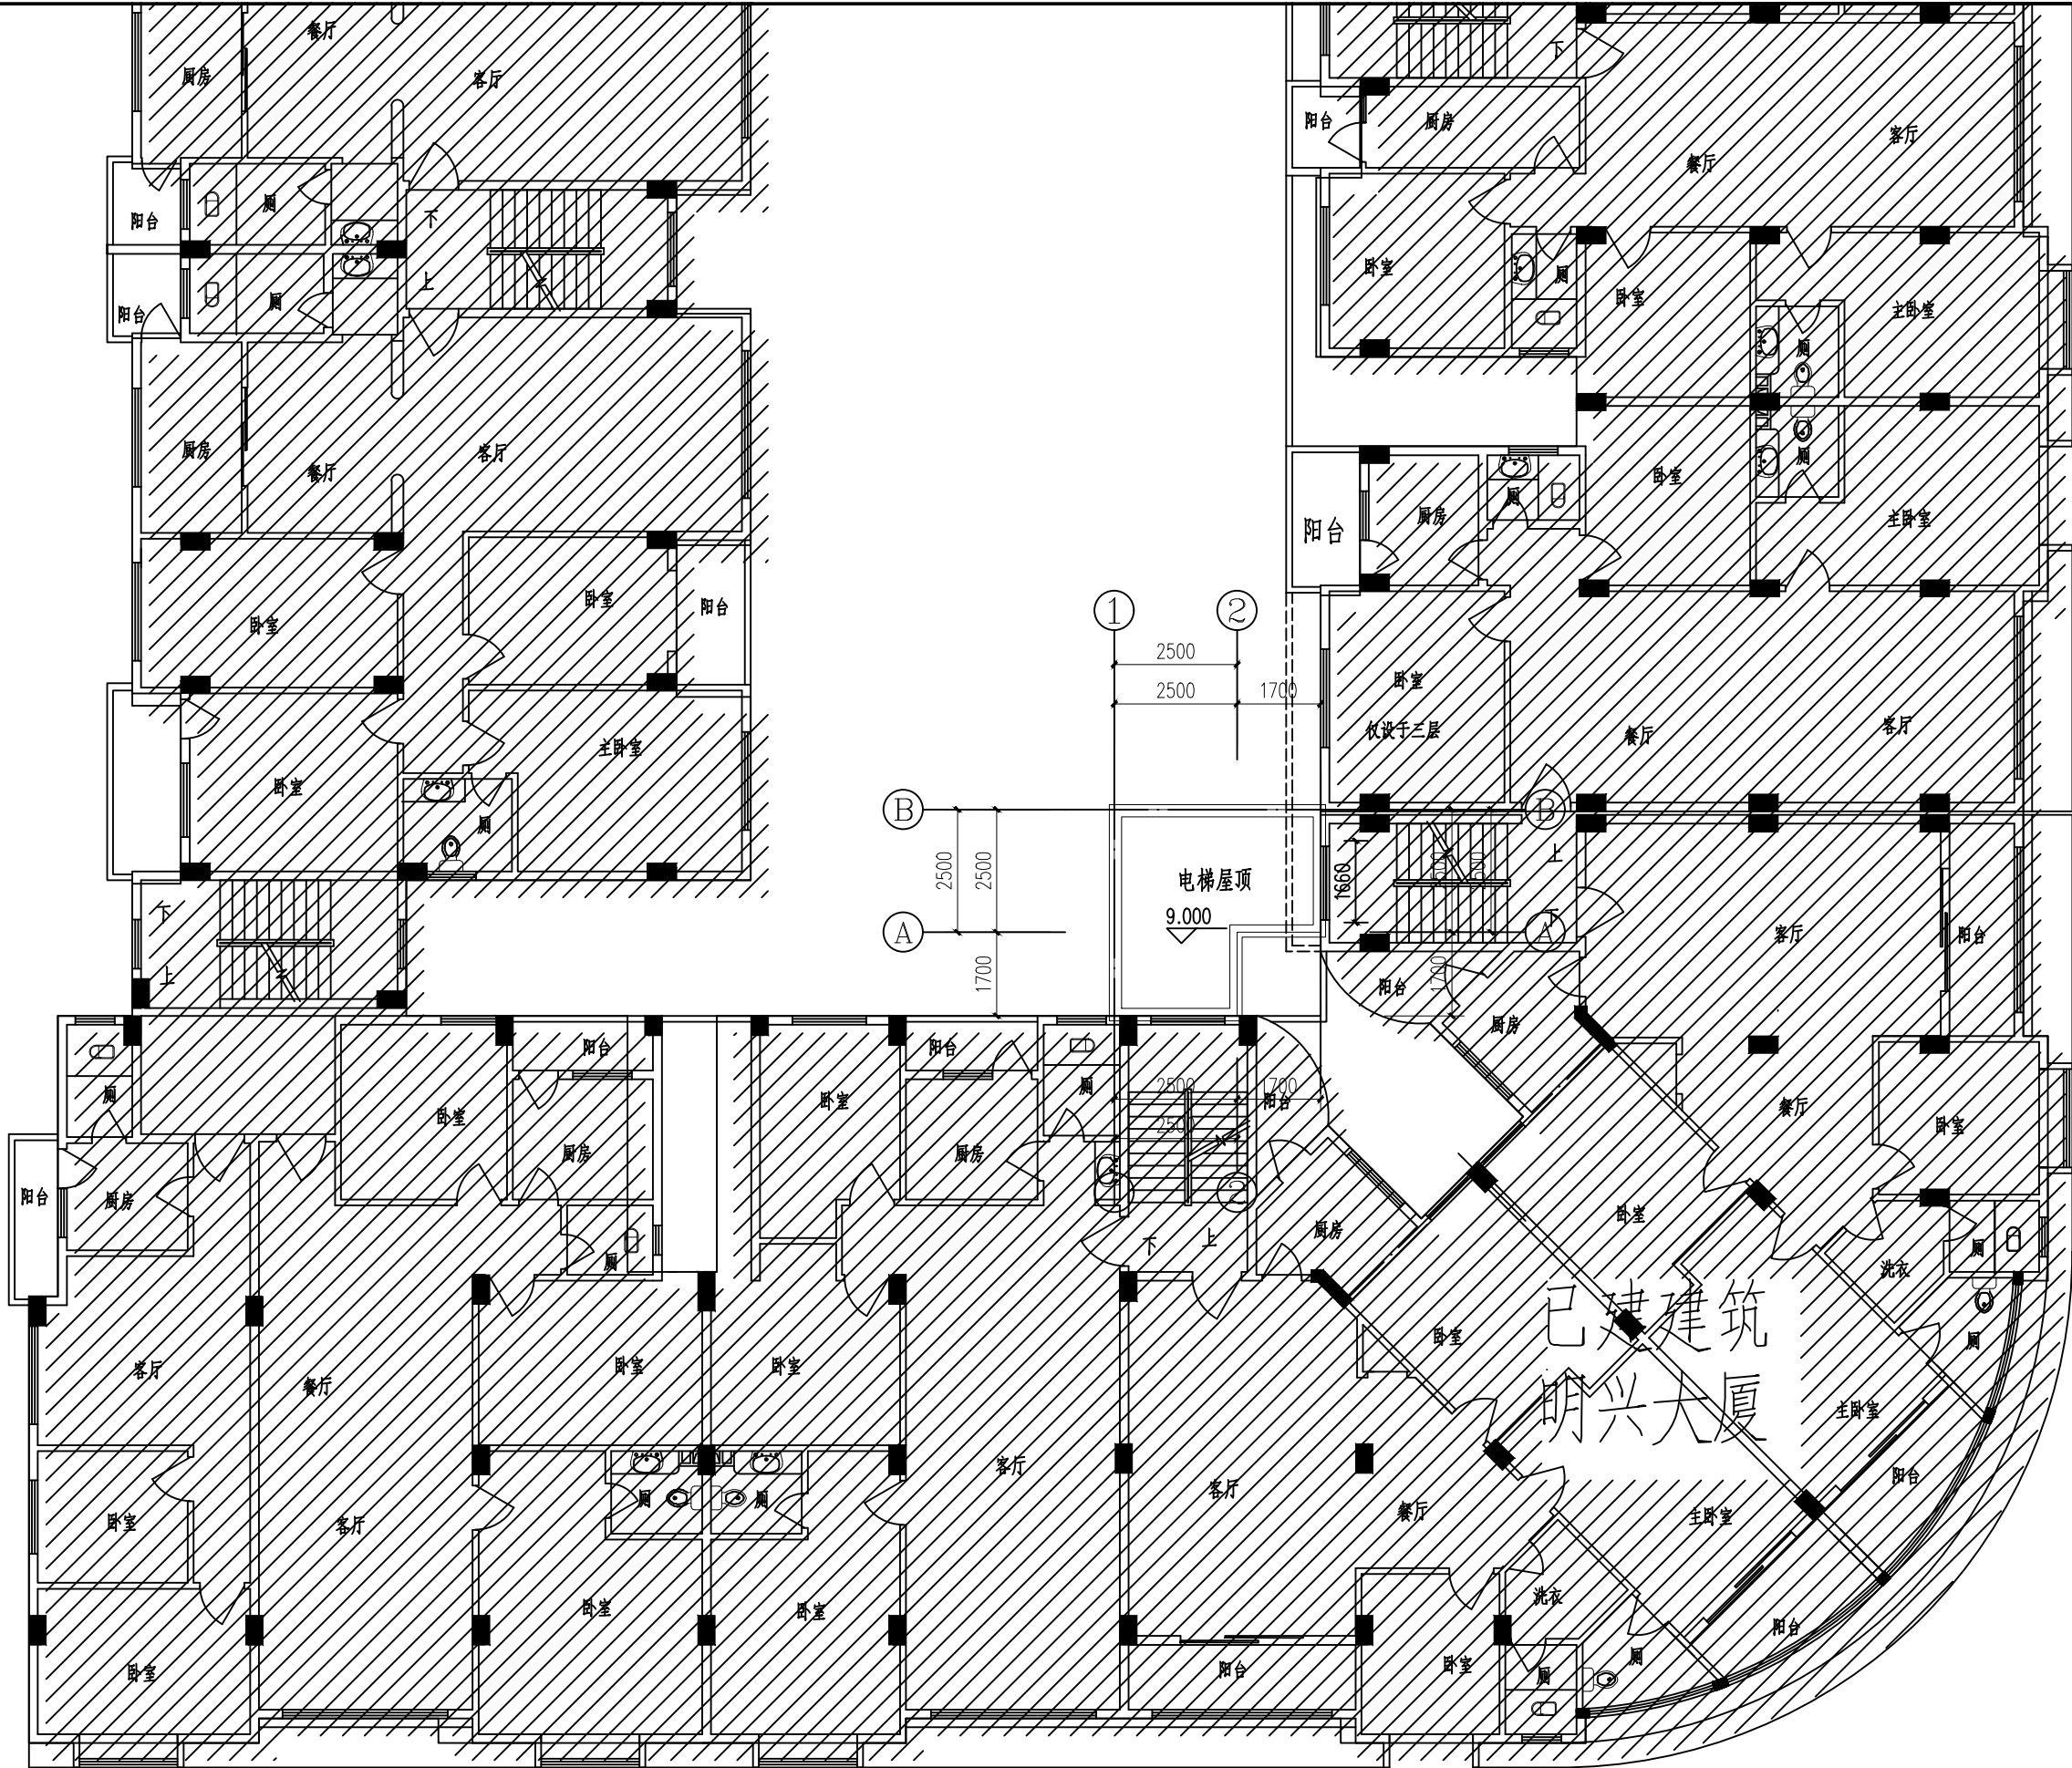 餐厅
厨房
客厅
下
阳台
厨房
客厅
餐厅
阳台
厕
下
上
厕
阳台
卧室
厕
卧室
主卧室
厕
厨房
餐厅
客厅
卧室
厕
主卧室
阳台
厨房
厕
卧室
阳台
卧室
阳台
1
2
2500
2500
1700
卧室
仅设于三层
餐厅
客厅
主卧室
卧室
厕
B
B
2500
2500
1660
上
电梯屋顶
9.000
下
A
A
下
上
1700
1700
客厅
阳台
阳台
厨房
阳台
阳台
厕
卧室
卧室
厕
2500
1700
阳台
2500
餐厅
卧室
厨房
厨房
阳台
厨房
2
卧室
厨房
下
上
厕
厕
洗衣
已建建筑
卧室
厕
客厅
卧室
卧室
餐厅
明兴大厦
主卧室
客厅
阳台
客厅
厕
厕
餐厅
主卧室
卧室
客厅
洗衣
卧室
卧室
阳台
厕
卧室
阳台
卧室
厕